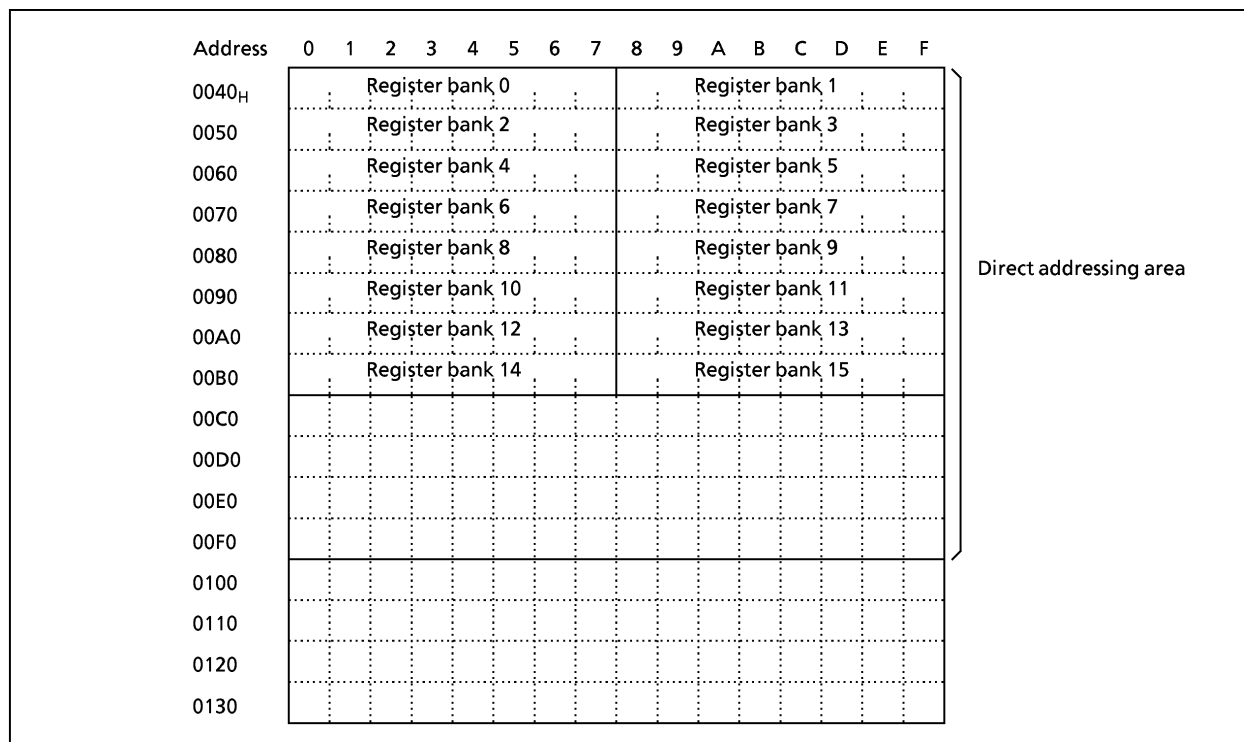 Address 0 1 2 3 4 5 6 7 8 9 A B C D E F
0040H Register bank 0 Register bank 1
0050 Register bank 2 Register bank 3
0060 Register bank 4 Register bank 5
0070 Register bank 6 Register bank 7
0080 Register bank 8 Register bank 9
Direct addressing area
0090 Register bank 10 Register bank 11
00A0 Register bank 12 Register bank 13
00B0 Register bank 14 Register bank 15
00C0
00D0
00E0
00F0
0100
0110
0120
0130